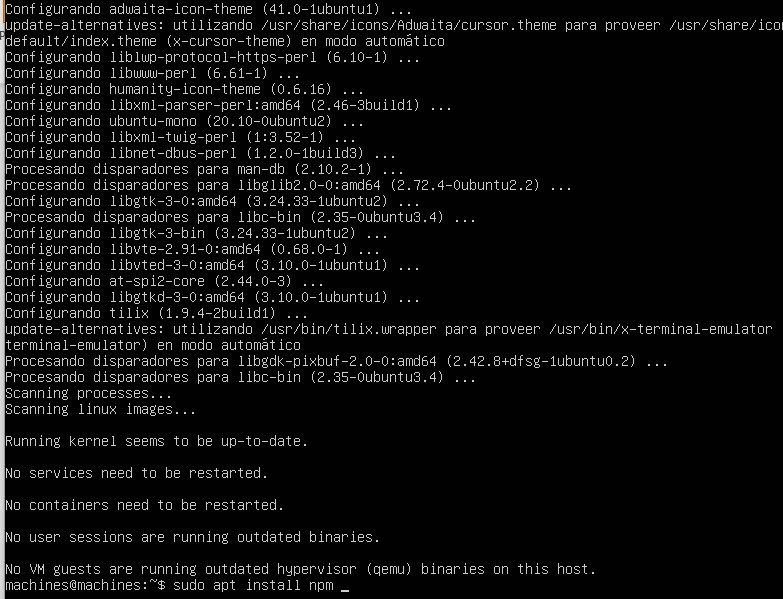 Configurando adwaita-icon-theme (41.0-1ubuntu1) ...
update-alternatives: utilizando /usr/share/icons/Adwaita/cursor.theme para proveer /usr/share/icon
default/index.theme (x-cursor-theme) en modo automático
Configurando liblwp-protocol-https-perl (6.10-1) ...
Configurando libwww-perl (6.61-1) ...
Configurando humanity-icon-theme (0.6.16) ...
Configurando libxml-parser-perl:amd64 (2.46-3build1) ...
Configurando ubuntu-mono (20.10-0ubuntu2) ...
Configurando libxml-twig-perl (1:3.52-1) ...
Configurando libnet-dbus-perl (1.2.0-1build3) ...
Procesando disparadores para man-db (2.10.2-1) ...
Procesando disparadores para libglib2.0-0:amd64 (2.72.4-0ubuntu2.2) ...
Configurando libgtk-3-0:amd64 (3.24.33-1ubuntu2) ...
Procesando disparadores para libc-bin (2.35-0ubuntu3.4) ...
Configurando libgtk-3-bin (3.24.33-1ubuntu2) ...
Configurando libvte-2.91-0:amd64 (0.68.0-1) ...
Configurando libvted-3-0:amd64 (3.10.0-1ubuntu1) ...
Configurando at-spi2-core (2.44.0-3) ...
Configurando libgtkd-3-0:amd64 (3.10.0-1ubuntu1) ...
Configurando tilix (1.9.4-2build1) ...
update-alternatives: utilizando /usr/bin/tilix.wrapper para proveer /usr/bin/x-terminal-emulator
terminal-emulator) en modo automático
Procesando disparadores para libgdk-pixbuf-2.0-0:amd64 (2.42.8+dfsg-1ubuntu0.2) ...
Procesando disparadores para libc-bin (2.35-0ubuntu3.4) ...
Scanning processes...
Scanning linux images...
Running kernel seems to be up-to-date.
No services need to be restarted.
No containers need to be restarted.
No user sessions are running outdated binaries.
No VM guests are running outdated hypervisor (qemu) binaries on this host.
machines@machines:~$ sudo apt install npm _